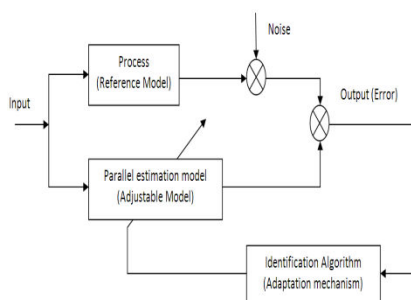 Noise
Process
(Reference Model)
Input
Output (Error)
Parallel estimation model
(Adjustable Model)
Identification Algorithm
(Adaptation mechanism)